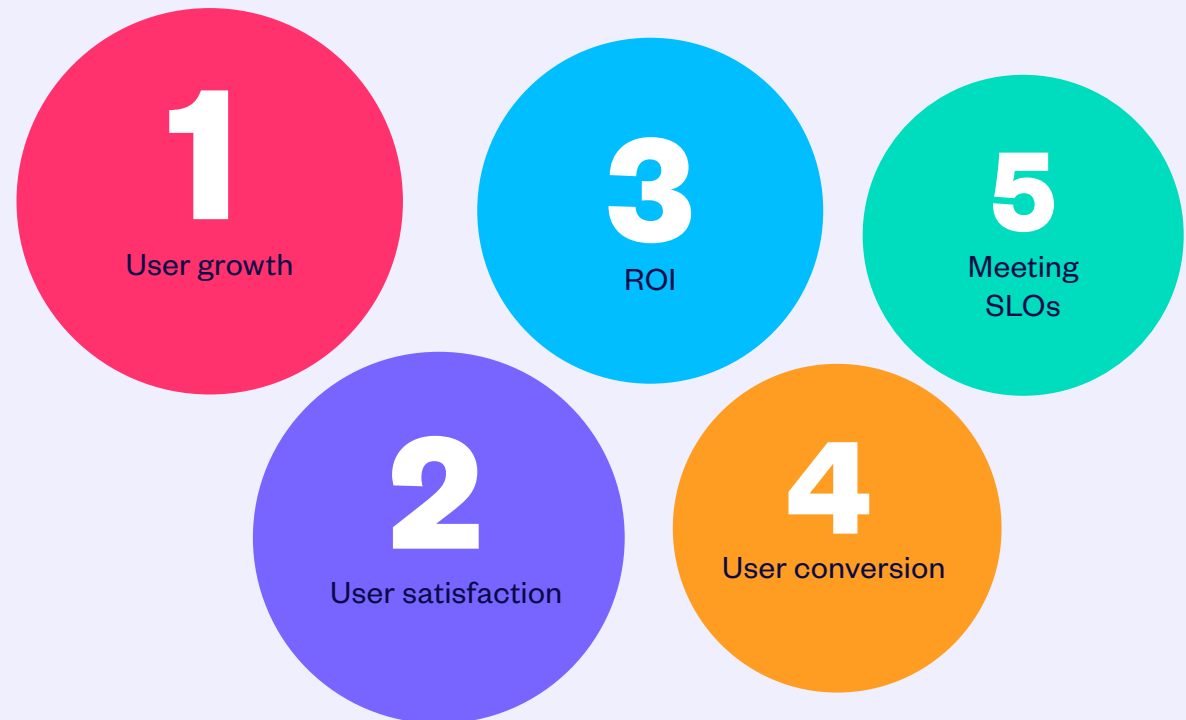 1
User growth
2
User satisfaction
3
ROI
4
User conversion
5
Meeting
SLOs